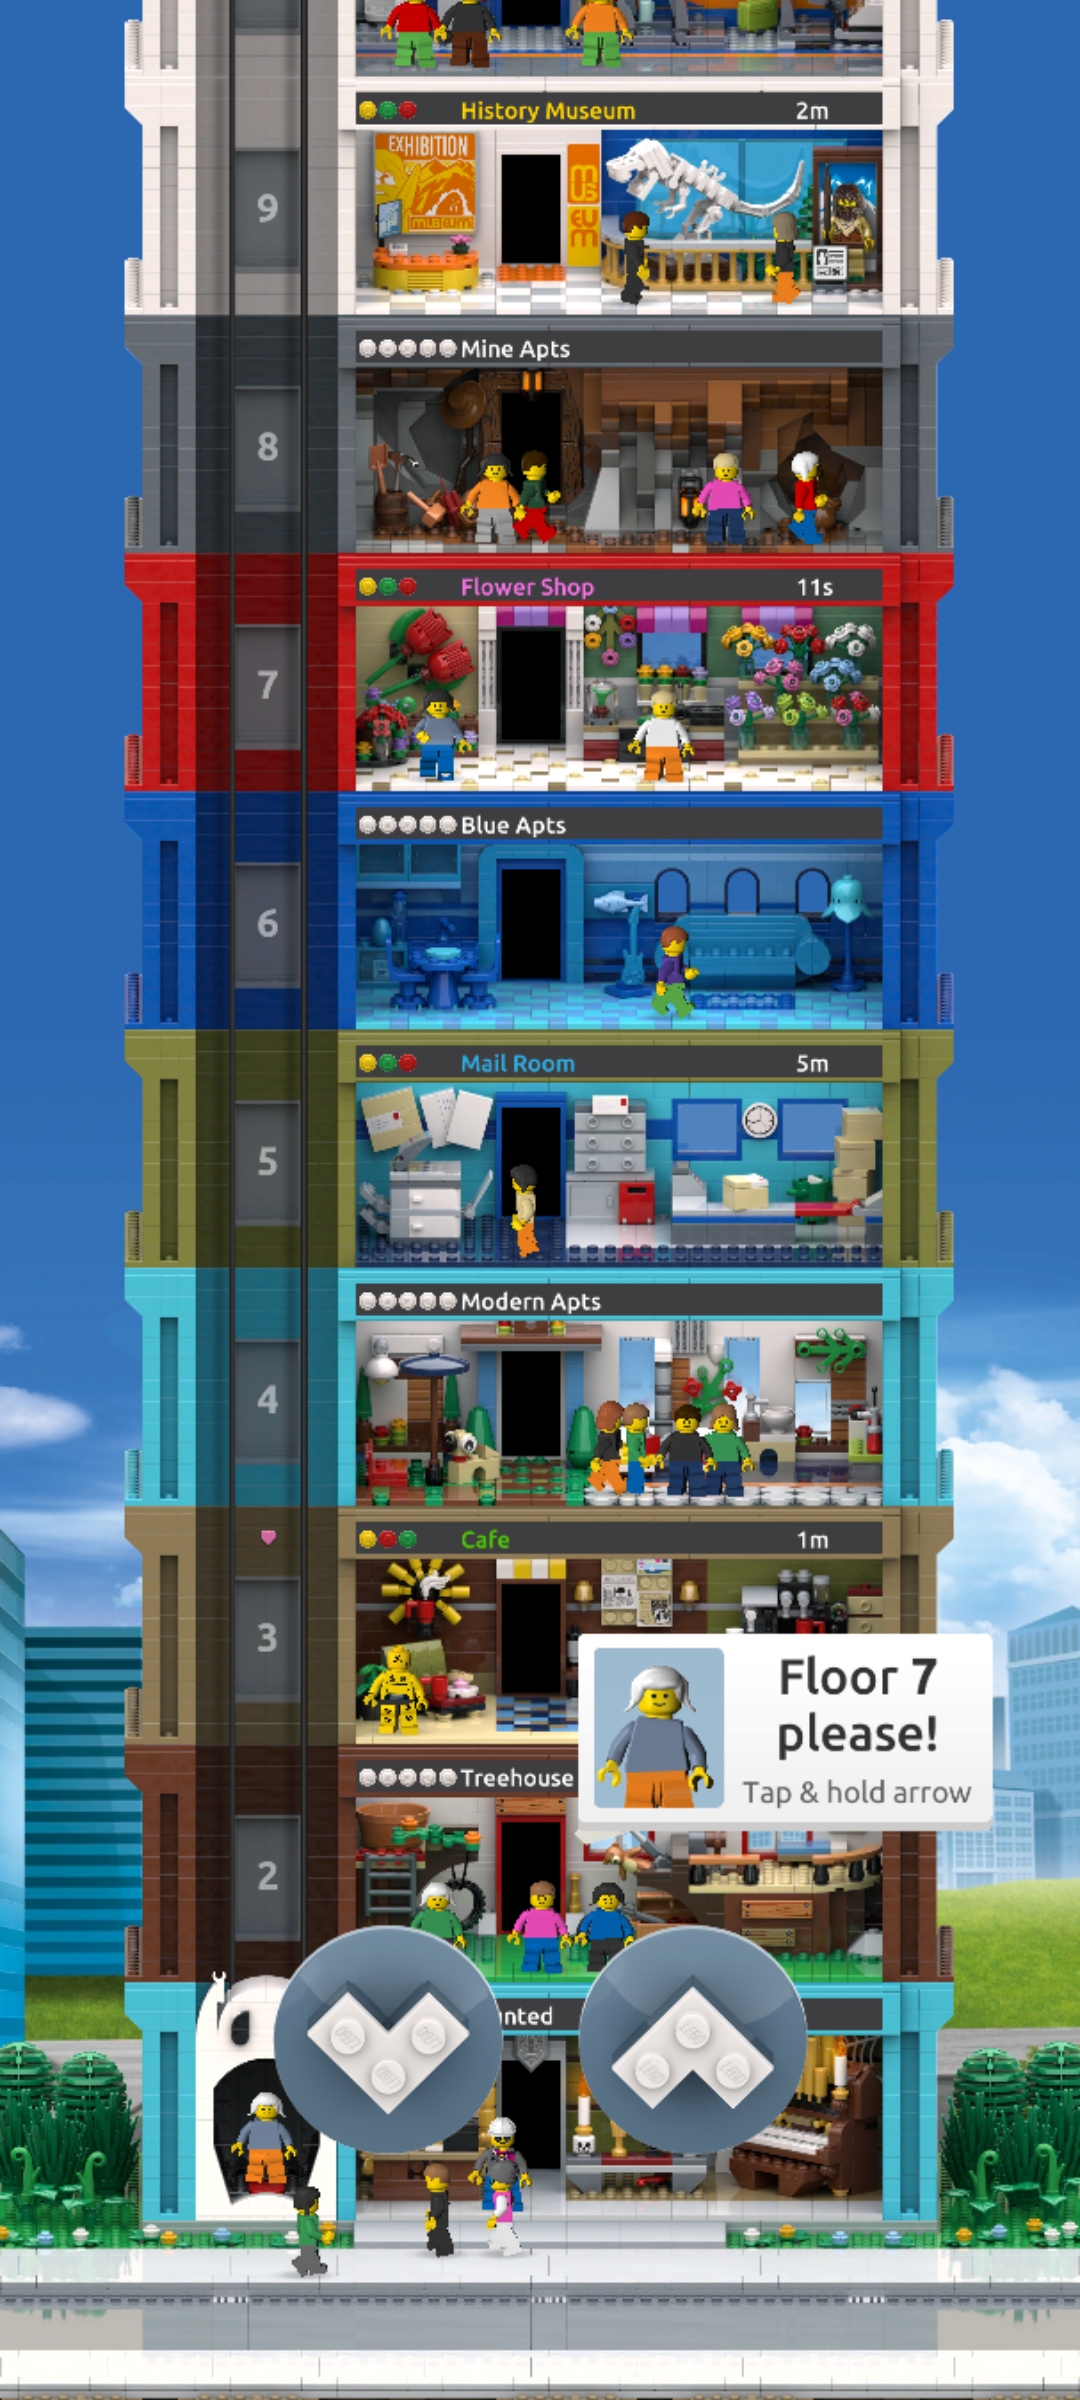 History Museum 2m
EXHIBITION
MUSEUM
MUSEUM
9
Mine Apts
8
Flower Shop 11s
7
Blue Apts
6
Mail Room 5m
5
Modern Apts
4
Cafe 1m
3
Floor 7
please!
Tap & hold arrow
Treehouse
2
nted